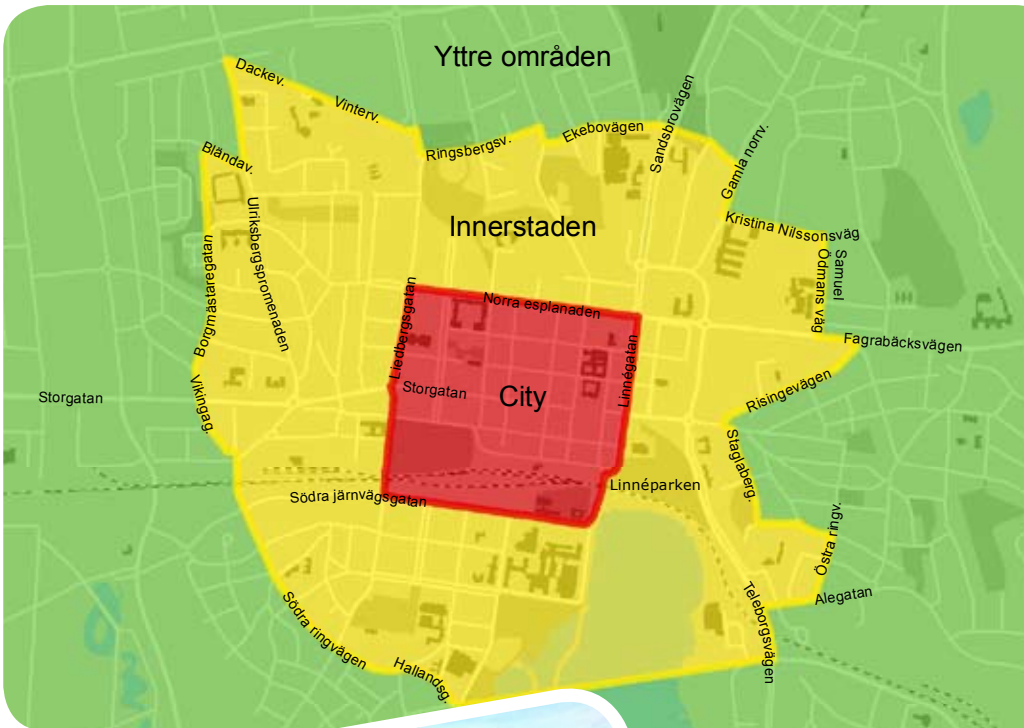 Yttre områden
Dackev.
Vinterv.
Ringsbergsv.
Ekebovägen
Sandsbrovägen
Gamla norrv.
Bländav.
Ulriksbergspromenaden
Innerstaden
Kristina Nilssonsväg
Samuel
Ödmans väg
Borgmästaregatan
Liedbergsgatan
Norra esplanaden
Linnégatan
Fagrabäcksvägen
Vikingag.
Storgatan
Storgatan
City
Risingevägen
Staglaberg.
Södra järnvägsgatan
Linnéparken
Östra ringv.
Alegatan
Teleborgsvägen
Södra ringvägen
Hallandsg.